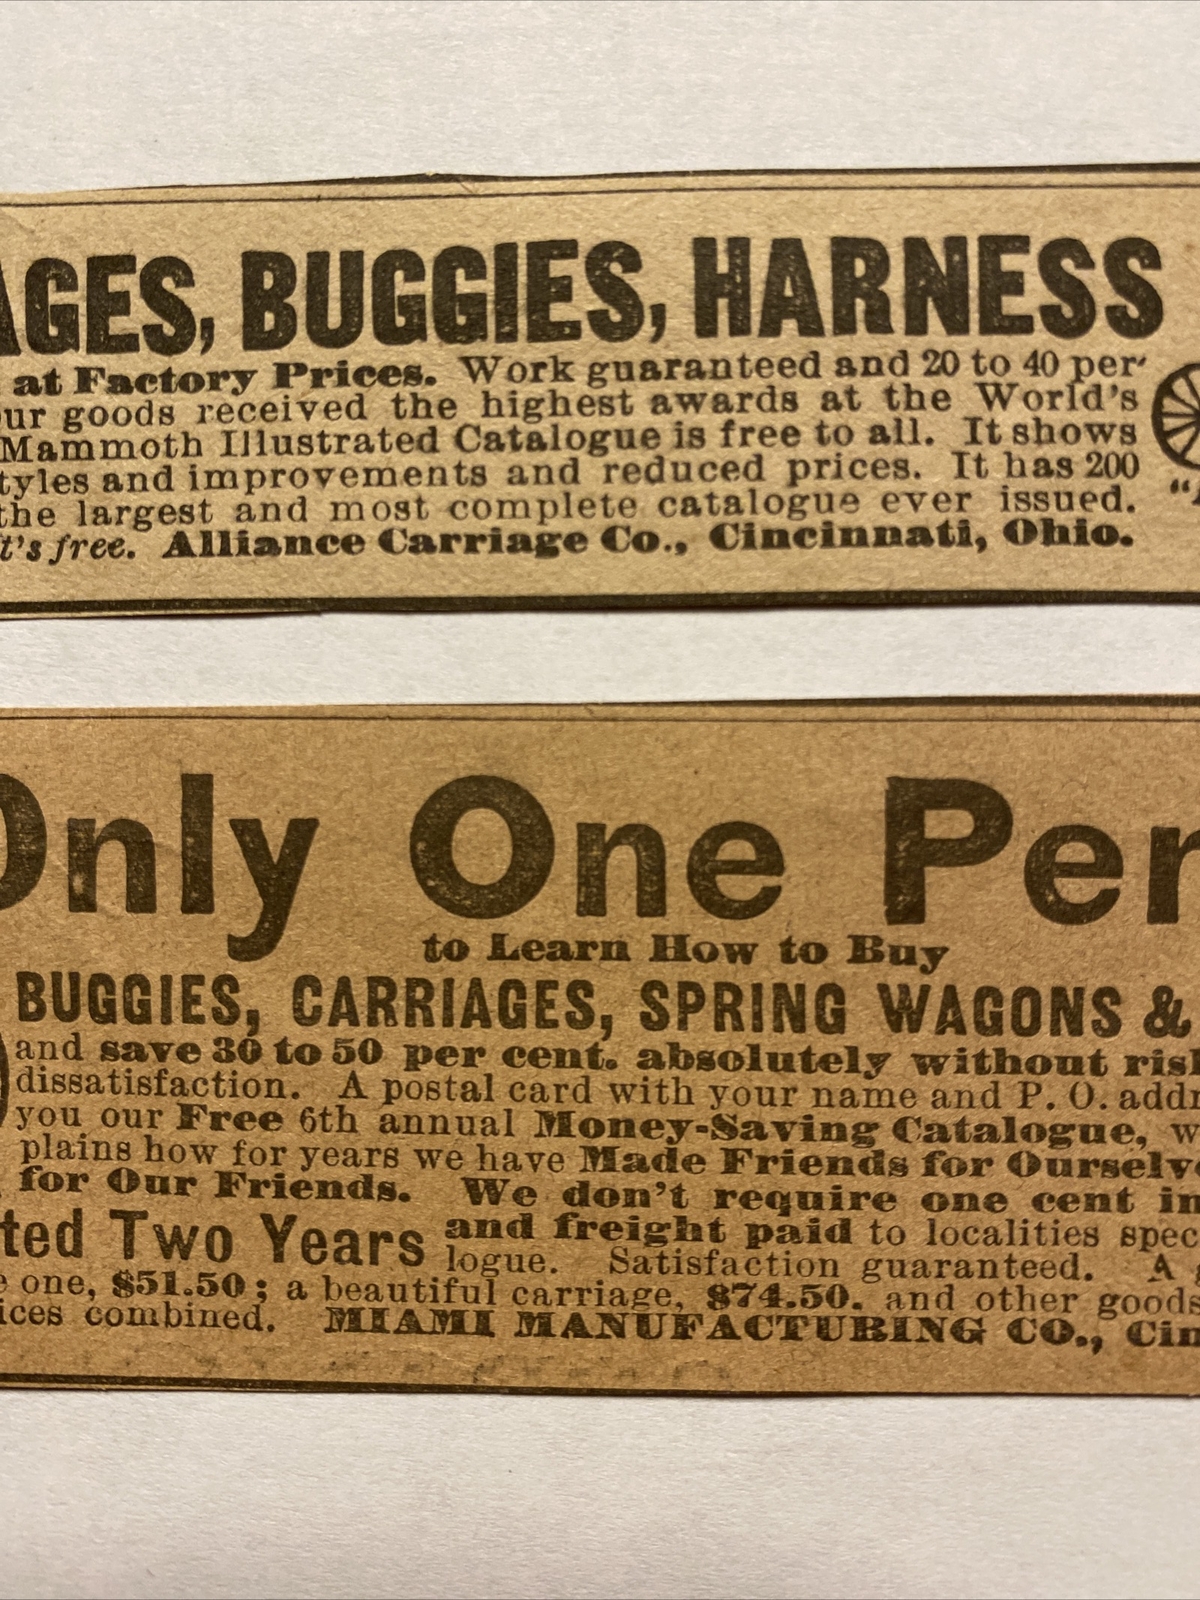 AGES, BUGGIES, HARNESS
at Factory Prices. Work guaranteed and 20 to 40 per
ur goods received the highest awards at the World's
Mammoth Illustrated Catalogue is free to all. It shows
tyles and improvements and reduced prices. It has 200
the largest and most complete catalogue ever issued. "A
t's free. Alliance Carriage Co., Cincinnati, Ohio.
Only One Pen
to Learn How to Buy
BUGGIES, CARRIAGES, SPRING WAGONS &
and save 30 to 50 per cent. absolutely without risk
dissatisfaction. A postal card with your name and P. O. addr
you our Free 6th annual Money-Saving Catalogue, w
plains how for years we have Made Friends for Ourselve
for Our Friends. We don't require one cent in
ted Two Years and freight paid to localities spec
logue. Satisfaction guaranteed. A g
e one, $51.50; a beautiful carriage, $74.50. and other goods
ices combined. MIAMI MANUFACTURING CO., Cin